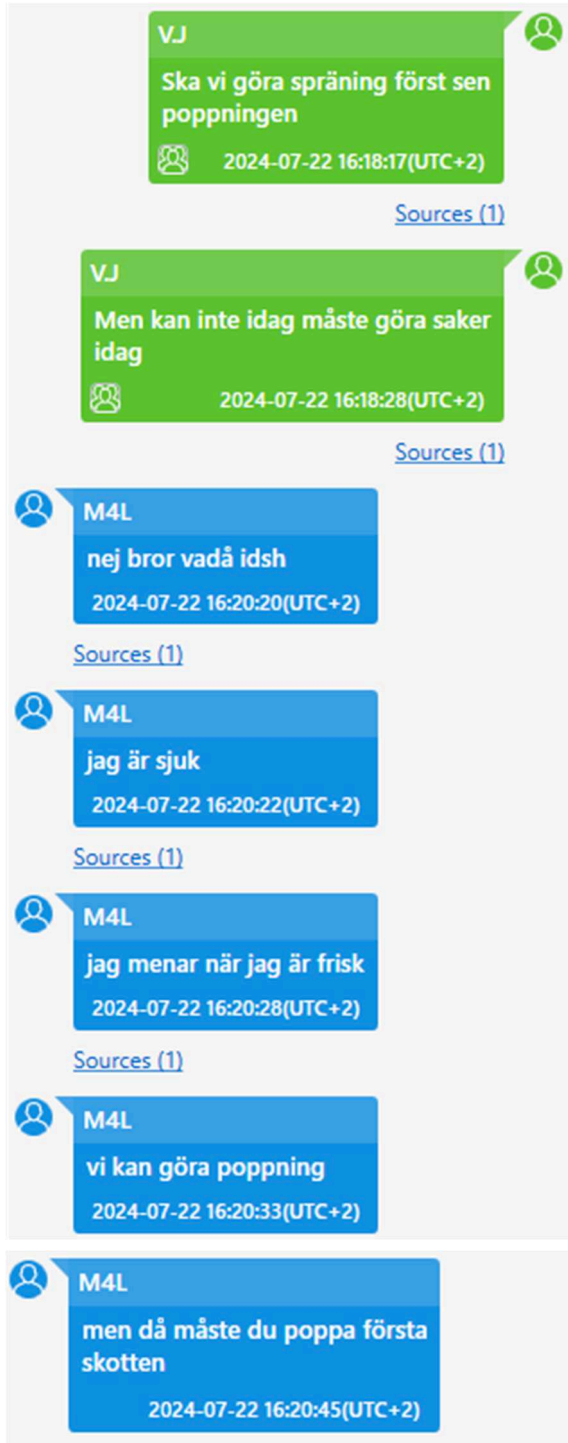 V.J
Ska vi göra spräning först sen
poppningen
2024-07-22 16:18:17(UTC+2)
Sources (1)
V.J
Men kan inte idag måste göra saker
idag
2024-07-22 16:18:28(UTC+2)
Sources (1)
M4L
nej bror vadå idsh
2024-07-22 16:20:20(UTC+2)
Sources (1)
M4L
jag är sjuk
2024-07-22 16:20:22(UTC+2)
Sources (1)
M4L
jag menar när jag är frisk
2024-07-22 16:20:28(UTC+2)
Sources (1)
M4L
vi kan göra poppning
2024-07-22 16:20:33(UTC+2)
M4L
men då måste du poppa första
skotten
2024-07-22 16:20:45(UTC+2)